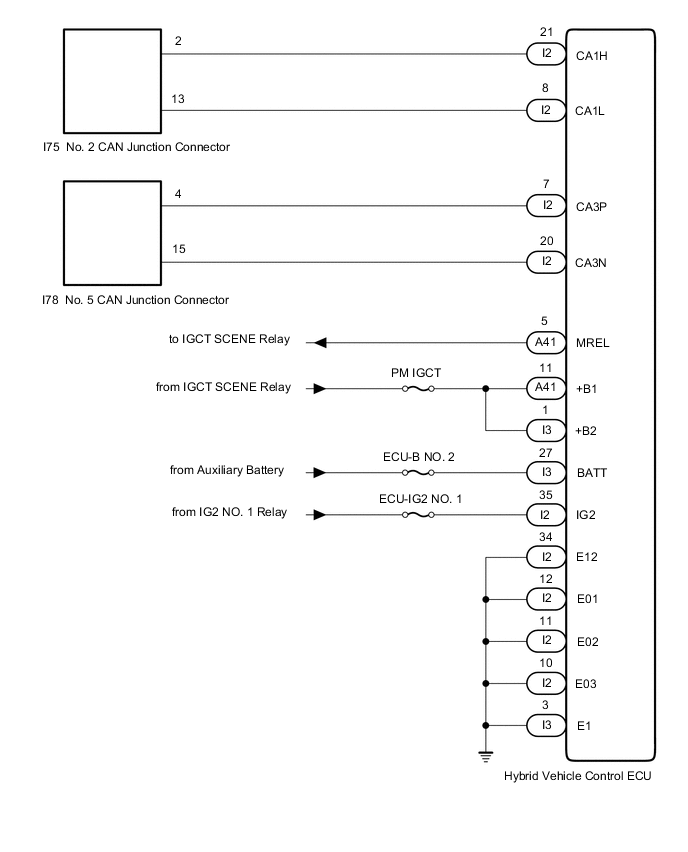 21
2
I2
CA1H
8
13
I2
CA1L
I75 No. 2 CAN Junction Connector
7
4
I2
CA3P
20
15
I2
CA3N
I78 No. 5 CAN Junction Connector
5
to IGCT SCENE Relay
A41
MREL
11
PM IGCT
from IGCT SCENE Relay
A41
+B1
1
I3
+B2
27
ECU-B NO. 2
from Auxiliary Battery
I3
BATT
35
ECU-IG2 NO. 1
from IG2 NO. 1 Relay
I2
IG2
34
I2
E12
12
I2
E01
11
I2
E02
10
I2
E03
3
I3
E1
Hybrid Vehicle Control ECU